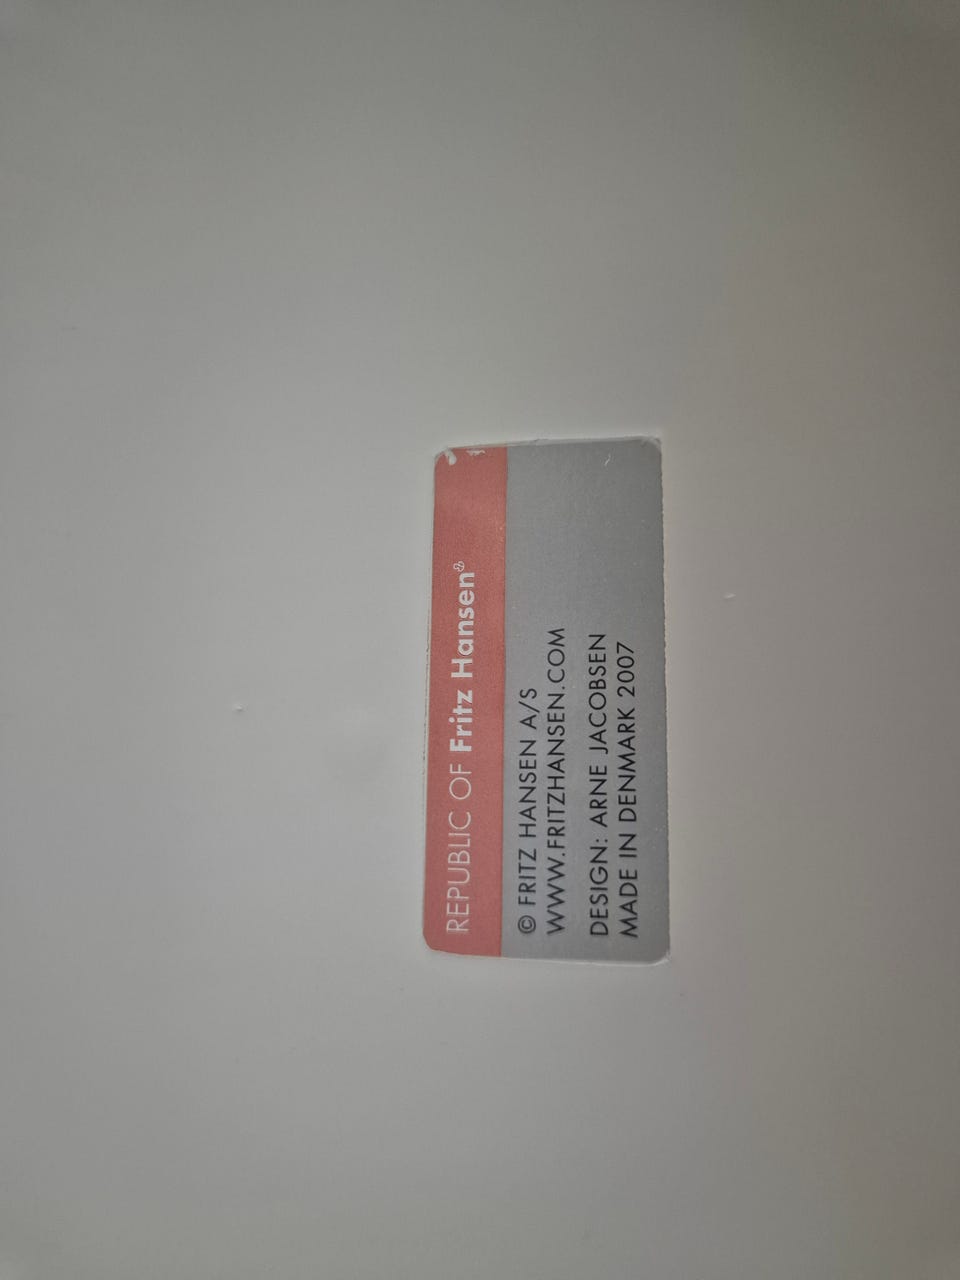 REPUBLIC OF Fritz Hansen
© FRITZ HANSEN A/S
WWW.FRITZHANSEN.COM
DESIGN: ARNE JACOBSEN
MADE IN DENMARK 2007